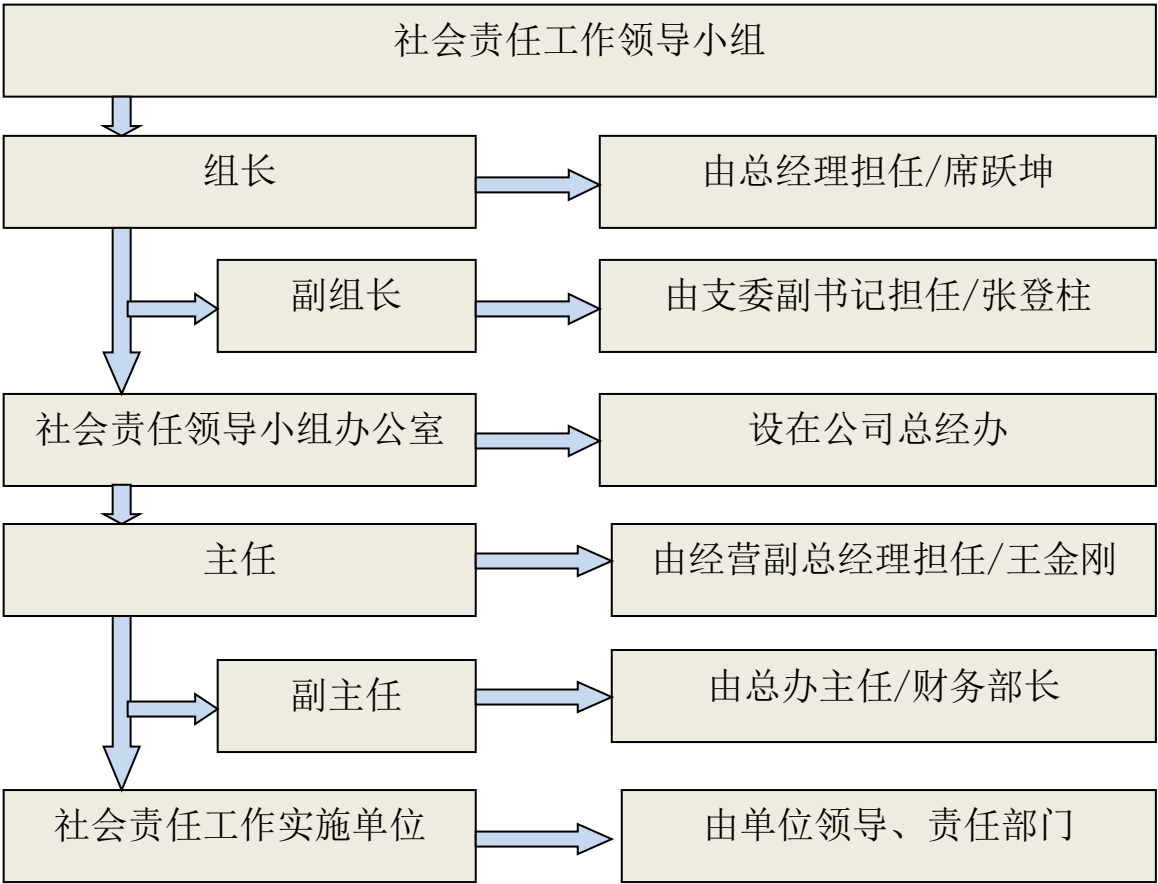 社会责任工作领导小组
组长
由总经理担任/席跃坤
副组长
由支委副书记担任/张登柱
社会责任领导小组办公室
设在公司总经办
主任
由经营副总经理担任/王金刚
副主任
由总办主任/财务部长
社会责任工作实施单位
由单位领导、责任部门